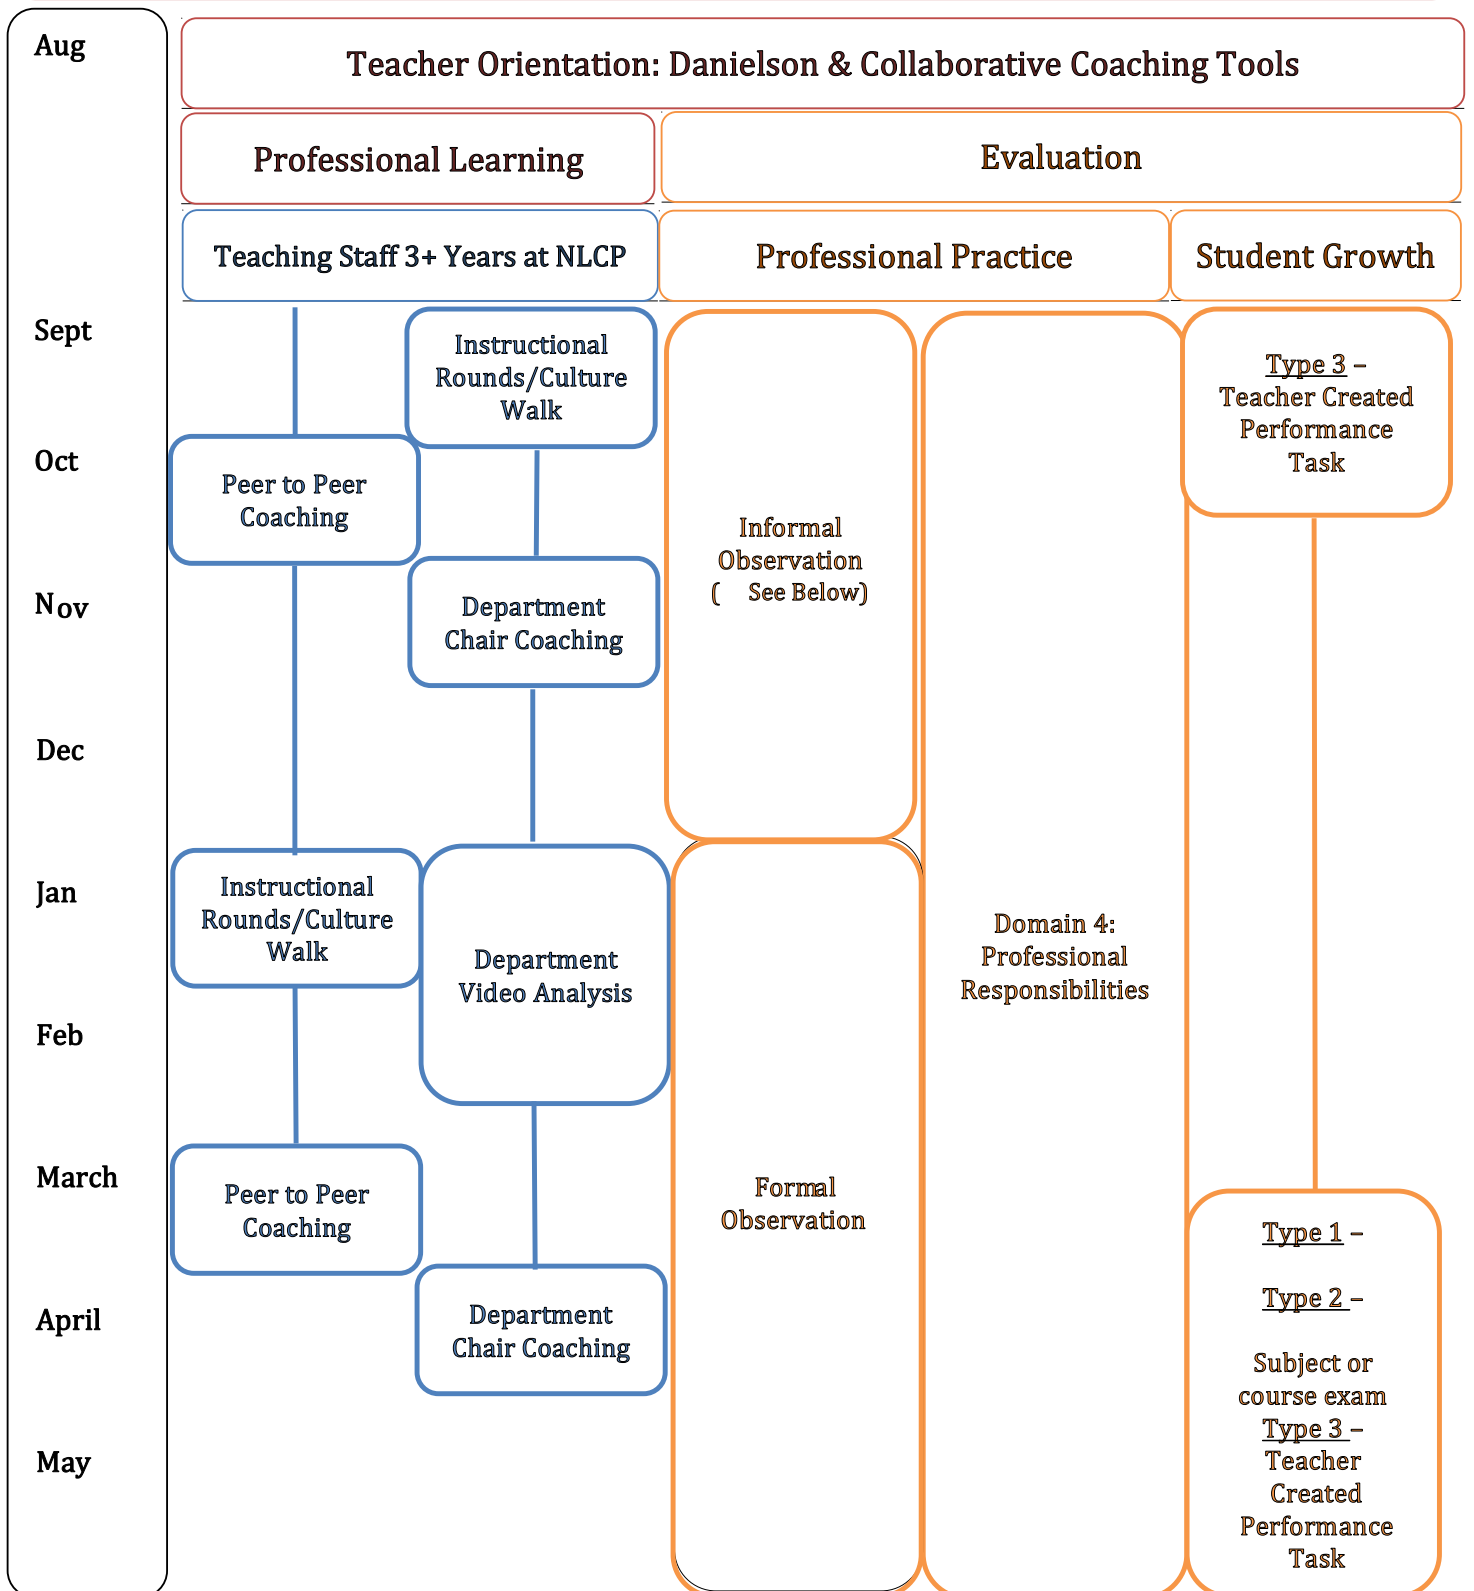 Aug
Teacher Orientation: Danielson & Collaborative Coaching Tools
Professional Learning
Evaluation
Teaching Staff 3+ Years at NLCP
Professional Practice
Student Growth
Sept
Instructional
Rounds/Culture
Walk
Type 3 –
Teacher Created
Performance
Task
Oct
Peer to Peer
Coaching
Informal
Observation
( See Below)
Nov
Department
Chair Coaching
Dec
Jan
Instructional
Rounds/Culture
Walk
Department
Video Analysis
Domain 4:
Professional
Responsibilities
Feb
March
Peer to Peer
Coaching
Formal
Observation
Type 1 –
Type 2 –
Subject or
course exam
Type 3 –
Teacher
Created
Performance
Task
April
Department
Chair Coaching
May